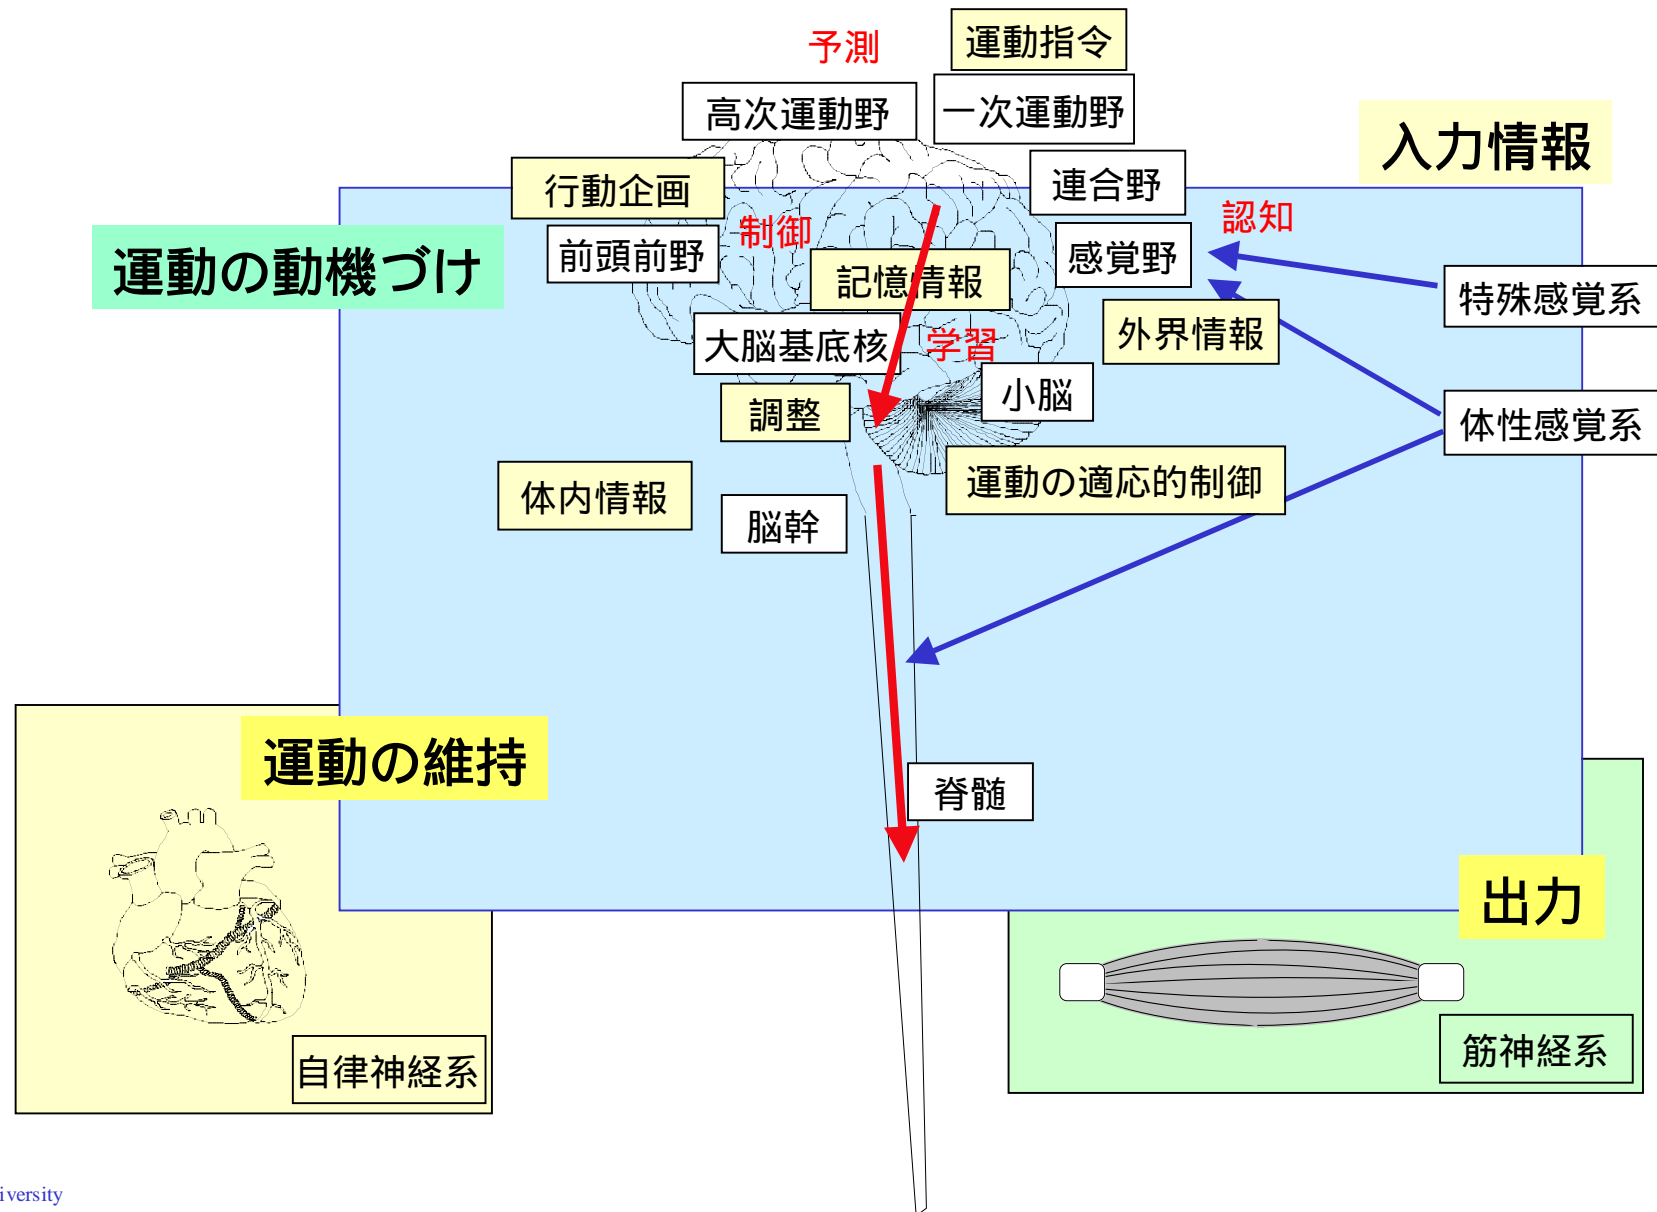 予測
運動指令
高次運動野
一次運動野
入力情報
行動企画
連合野
制御
認知
運動の動機づけ
前頭前野
記憶情報
感覚野
特殊感覚系
大脳基底核
学習
外界情報
小脳
調整
体性感覚系
体内情報
運動の適応的制御
脳幹
運動の維持
脊髄
出力
自律神経系
筋神経系
iversity